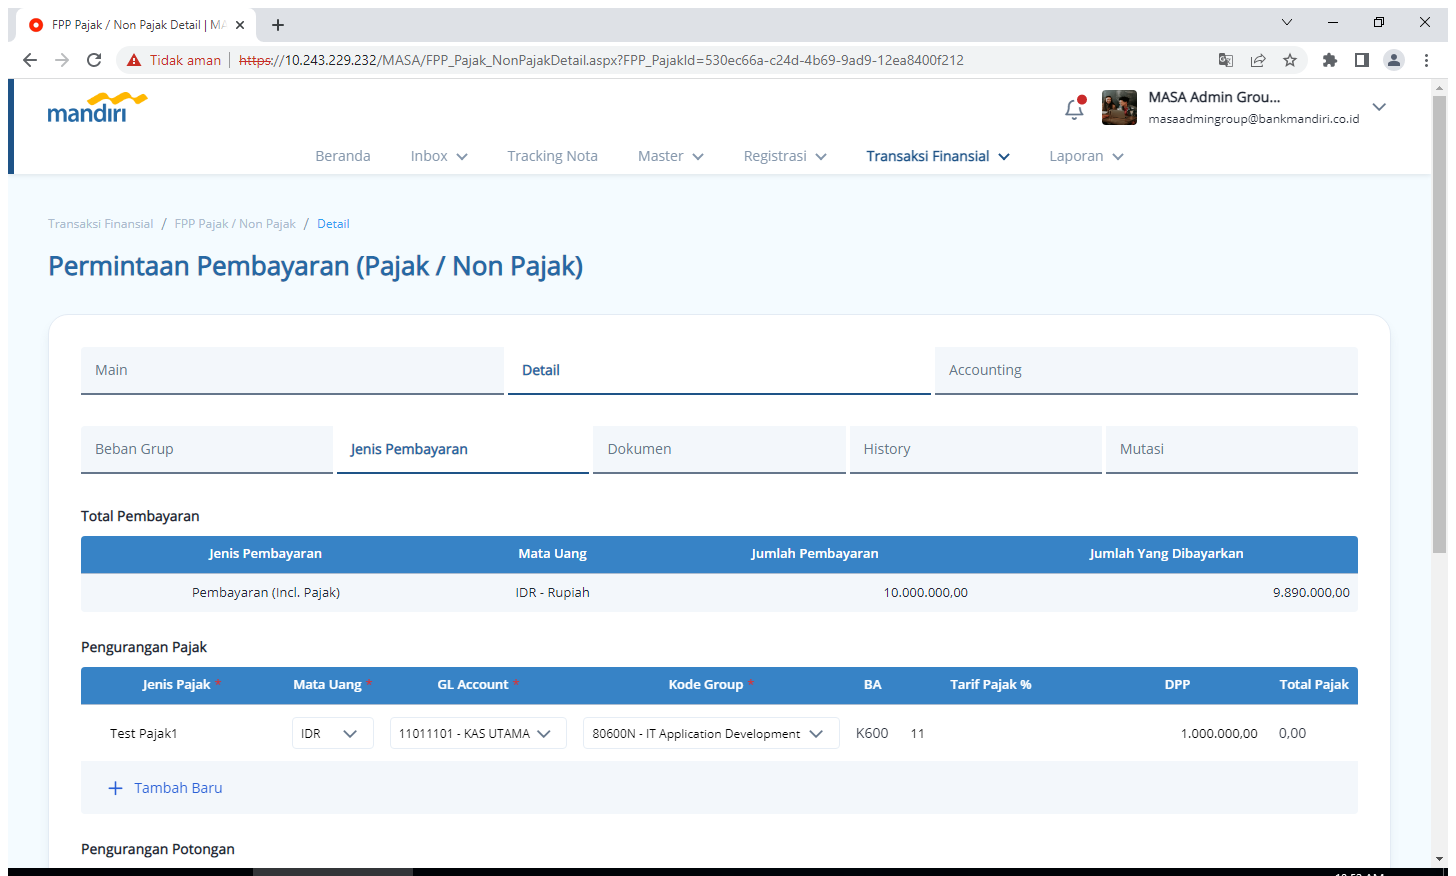 FPP Pajak / Non Pajak Detail | MA
Tidak aman | https://10.243.229.232/MASA/FPP_Pajak_NonPajakDetail.aspx?FPP_PajakId=530ec66a-c24d-4b69-9ad9-12ea8400f212
mandiri
MASA Admin Grou...
masaadmingroup@bankmandiri.co.id
Beranda Inbox Tracking Nota Master Registrasi Transaksi Finansial Laporan
Transaksi Finansial / FPP Pajak / Non Pajak / Detail
Permintaan Pembayaran (Pajak / Non Pajak)
Main Detail Accounting
Beban Grup Jenis Pembayaran Dokumen History Mutasi
Total Pembayaran
Jenis Pembayaran Mata Uang Jumlah Pembayaran Jumlah Yang Dibayarkan
Pembayaran (Incl. Pajak) IDR - Rupiah 10.000.000,00 9.890.000,00
Pengurangan Pajak
Jenis Pajak * Mata Uang * GL Account * Kode Group * BA Tarif Pajak % DPP Total Pajak
Test Pajak1 IDR 11011101 - KAS UTAMA 80600N - IT Application Development K600 11 1.000.000,00 0,00
+ Tambah Baru
Pengurangan Potongan